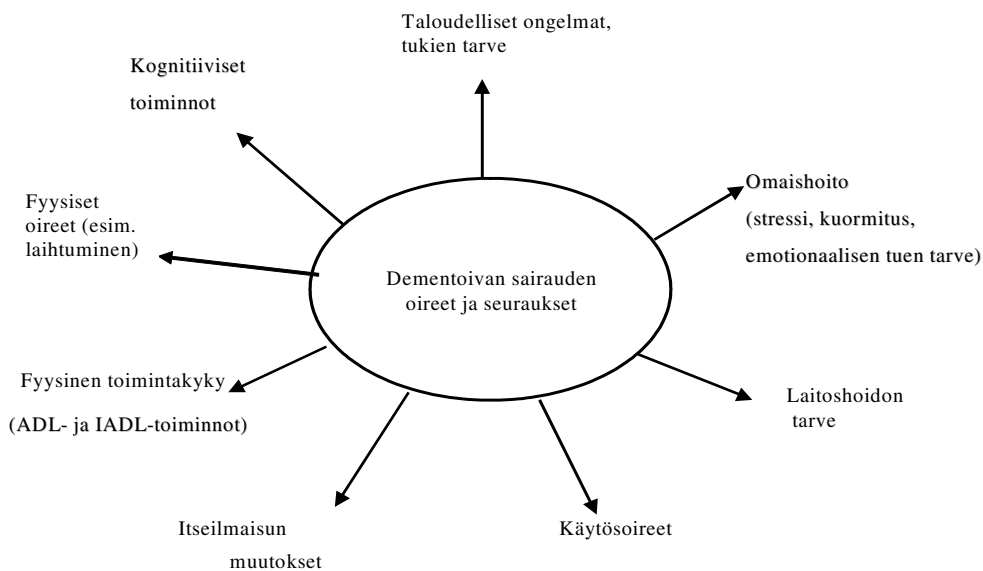 Taloudelliset ongelmat,
tukien tarve
Kognitiiviset
toiminnot
Omaishoito
(stressi, kuormitus,
emotionaalisen tuen tarve)
Fyysiset
oireet (esim.
laihtuminen)
Dementoivan sairauden
oireet ja seuraukset
Fyysinen toimintakyky
(ADL- ja IADL-toiminnot)
Laitoshoidon
tarve
Itseilmaisun
muutokset
Käytösoireet